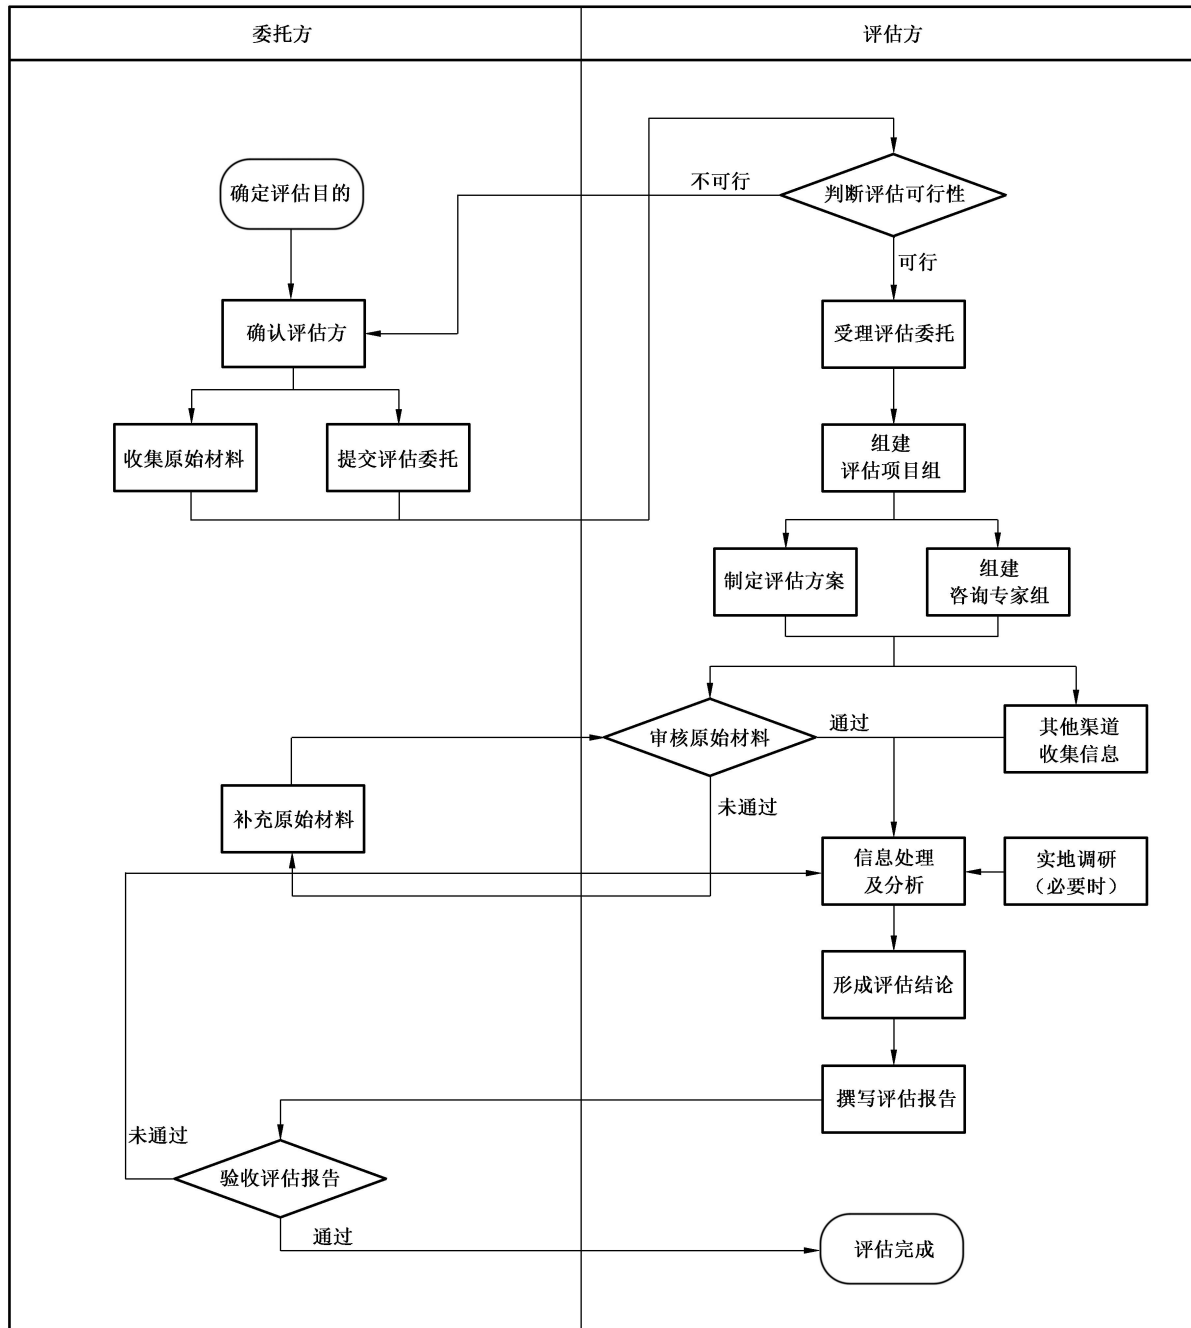 委托方
评估方
不可行
判断评估可行性
确定评估目的
可行
确认评估方
受理评估委托
收集原始材料
提交评估委托
组建
评估项目组
制定评估方案
组建
咨询专家组
审核原始材料
通过
其他渠道
收集信息
未通过
补充原始材料
信息处理
及分析
实地调研
（必要时）
形成评估结论
撰写评估报告
未通过
验收评估报告
通过
评估完成